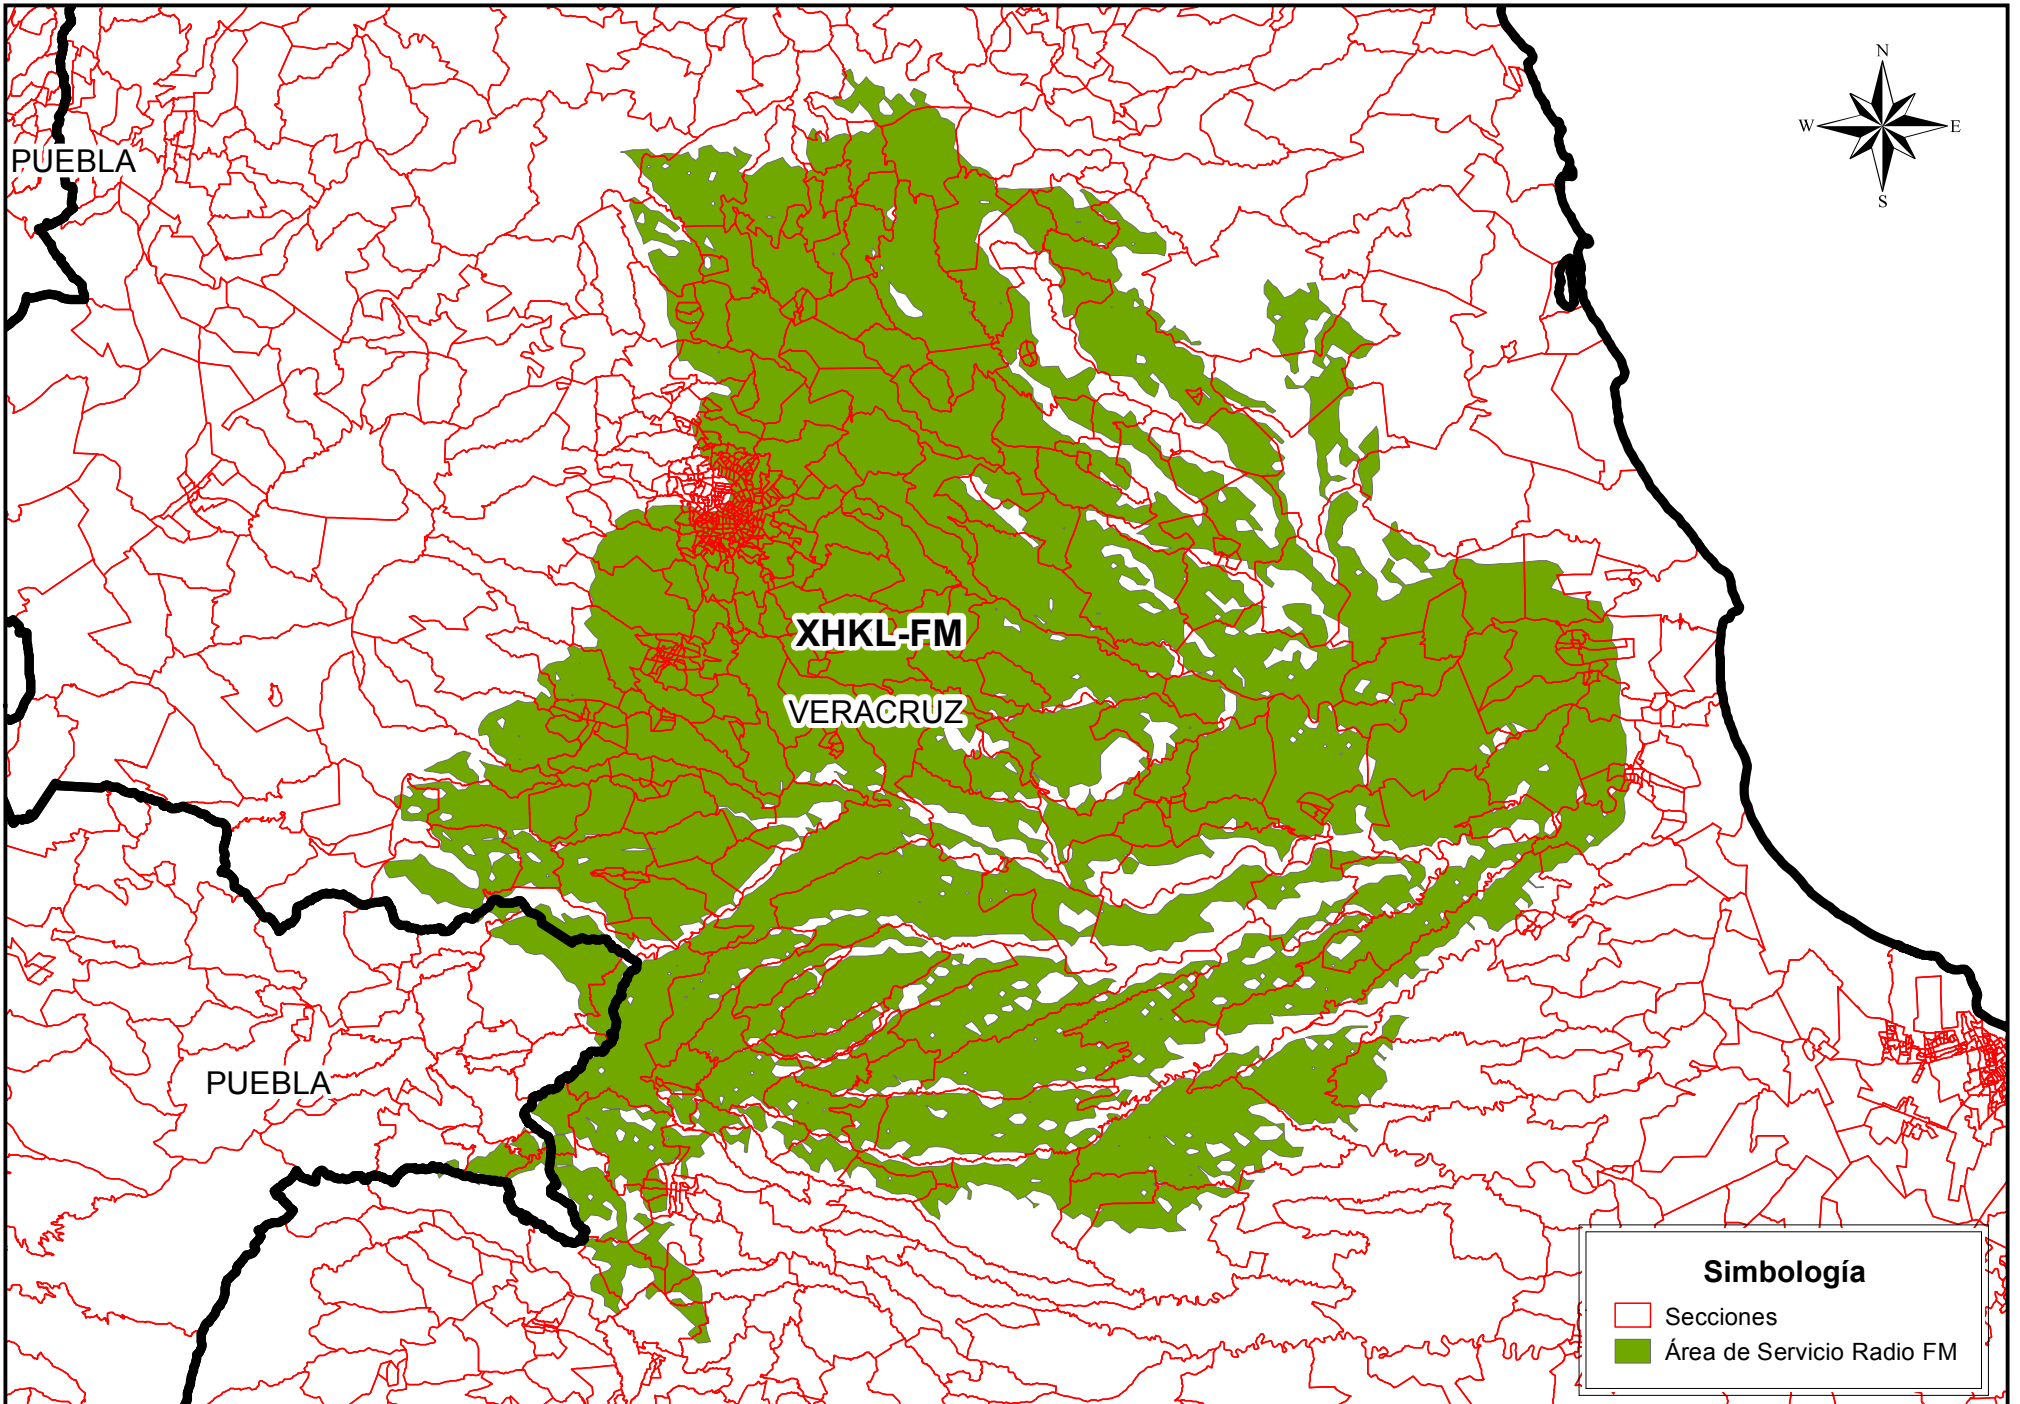 N
W E
S
PUEBLA
XHKL-FM
VERACRUZ
PUEBLA
Simbología
Secciones
Área de Servicio Radio FM